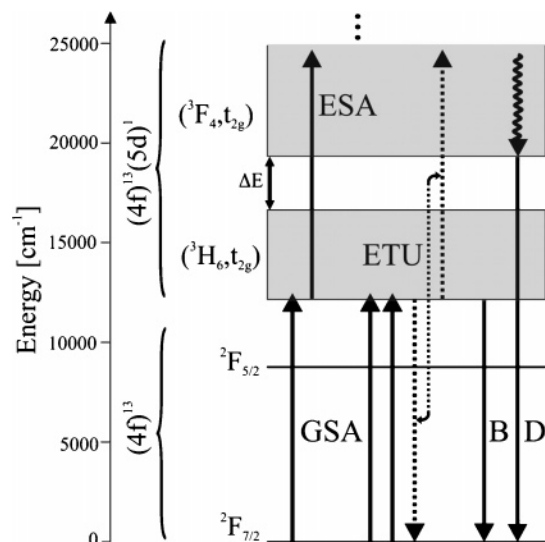 25000
20000
15000
10000
5000
0
Energy [cm⁻¹]
(4f)¹³(5d)¹
(4f)¹³
(³F₄,t₂g)
(³H₆,t₂g)
ΔE
²F₅/₂
²F₇/₂
ESA
ETU
GSA
B
D